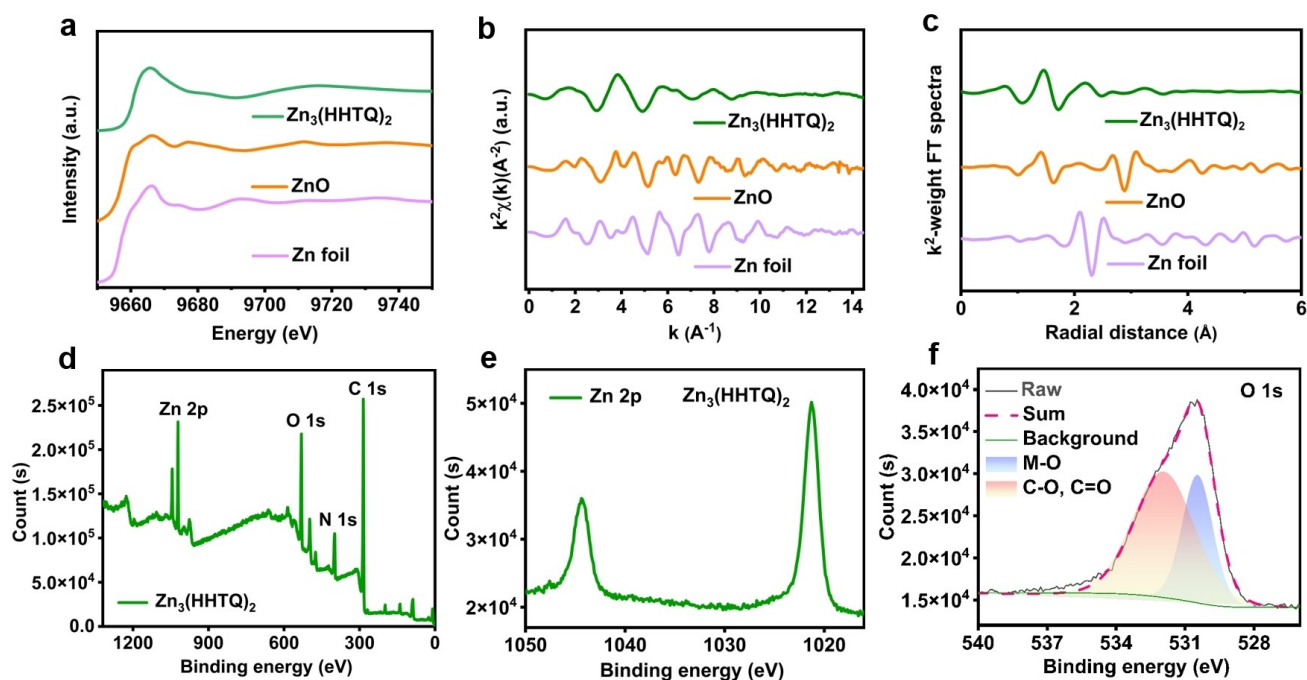 a
Intensity (a.u.)
Zn₃(HHTQ)₂
ZnO
Zn foil
9660 9680 9700 9720 9740
Energy (eV)
b
k²χ(k)(A⁻²) (a.u.)
Zn₃(HHTQ)₂
ZnO
Zn foil
0 2 4 6 8 10 12 14
k (A⁻¹)
c
k²-weight FT spectra
Zn₃(HHTQ)₂
ZnO
Zn foil
0 2 4 6
Radial distance (Å)
d
Count (s)
2.5×10⁵
2.0×10⁵
1.5×10⁵
1.0×10⁵
5.0×10⁴
0.0
Zn 2p
O 1s
N 1s
C 1s
Zn₃(HHTQ)₂
1200 900 600 300 0
Binding energy (eV)
e
Count (s)
5×10⁴
4×10⁴
3×10⁴
2×10⁴
Zn 2p Zn₃(HHTQ)₂
1050 1040 1030 1020
Binding energy (eV)
f
Count (s)
4.0×10⁴
3.5×10⁴
3.0×10⁴
2.5×10⁴
2.0×10⁴
1.5×10⁴
Raw
Sum
Background
M-O
C-O, C=O
O 1s
540 537 534 531 528
Binding energy (eV)